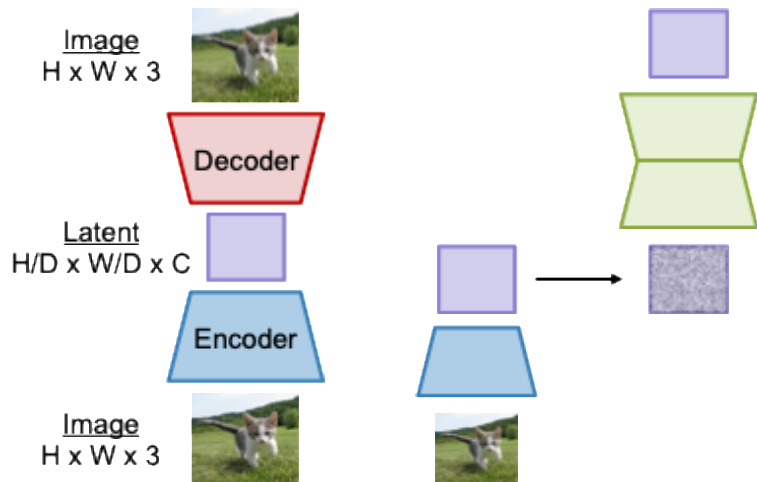 Image
H x W x 3
Decoder
Latent
H/D x W/D x C
Encoder
Image
H x W x 3